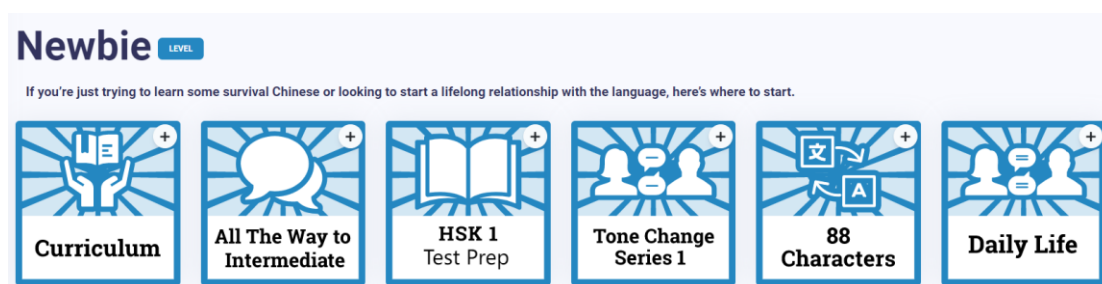 Newbie LEVEL
If you're just trying to learn some survival Chinese or looking to start a lifelong relationship with the language, here's where to start.
Curriculum
All The Way to
Intermediate
HSK 1
Test Prep
Tone Change
Series 1
文
A
88
Characters
Daily Life